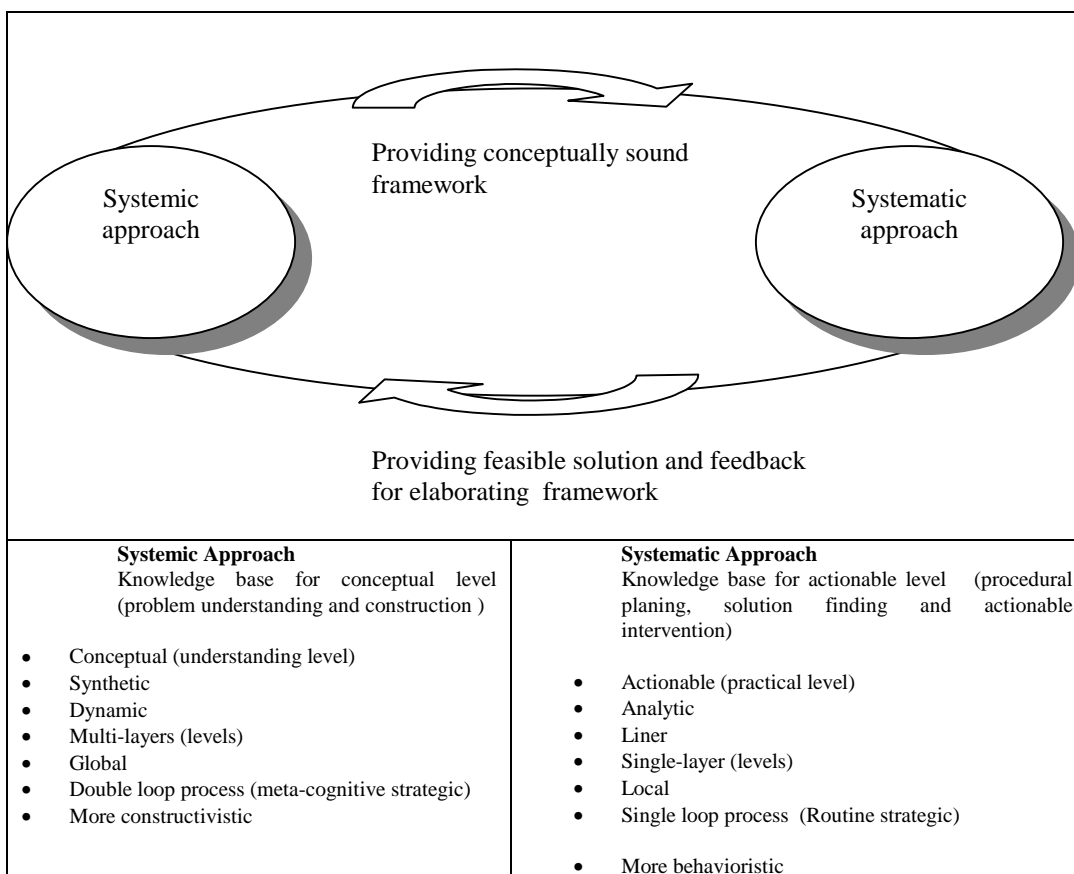 Providing conceptually sound
framework
Systemic
approach
Systematic
approach
Providing feasible solution and feedback
for elaborating framework
Systemic Approach
Knowledge base for conceptual level
(problem understanding and construction )
• Conceptual (understanding level)
• Synthetic
• Dynamic
• Multi-layers (levels)
• Global
• Double loop process (meta-cognitive strategic)
• More constructivistic
Systematic Approach
Knowledge base for actionable level (procedural
planing, solution finding and actionable
intervention)
• Actionable (practical level)
• Analytic
• Liner
• Single-layer (levels)
• Local
• Single loop process (Routine strategic)
• More behavioristic